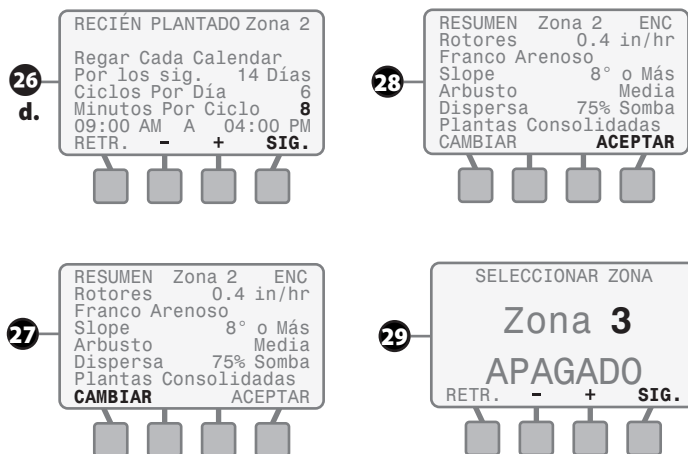 26
d.
RECIÉN PLANTADO Zona 2
Regar Cada Calendar
Por los sig. 14 Días
Ciclos Por Día 6
Minutos Por Ciclo 8
09:00 AM A 04:00 PM
RETR. - + SIG.
27
RESUMEN Zona 2 ENC
Rotores 0.4 in/hr
Franco Arenoso
Slope 8° o Más
Arbusto Media
Dispersa 75% Somba
Plantas Consolidadas
CAMBIAR ACEPTAR
28
RESUMEN Zona 2 ENC
Rotores 0.4 in/hr
Franco Arenoso
Slope 8° o Más
Arbusto Media
Dispersa 75% Somba
Plantas Consolidadas
CAMBIAR ACEPTAR
29
SELECCIONAR ZONA
Zona 3
APAGADO
RETR. - + SIG.